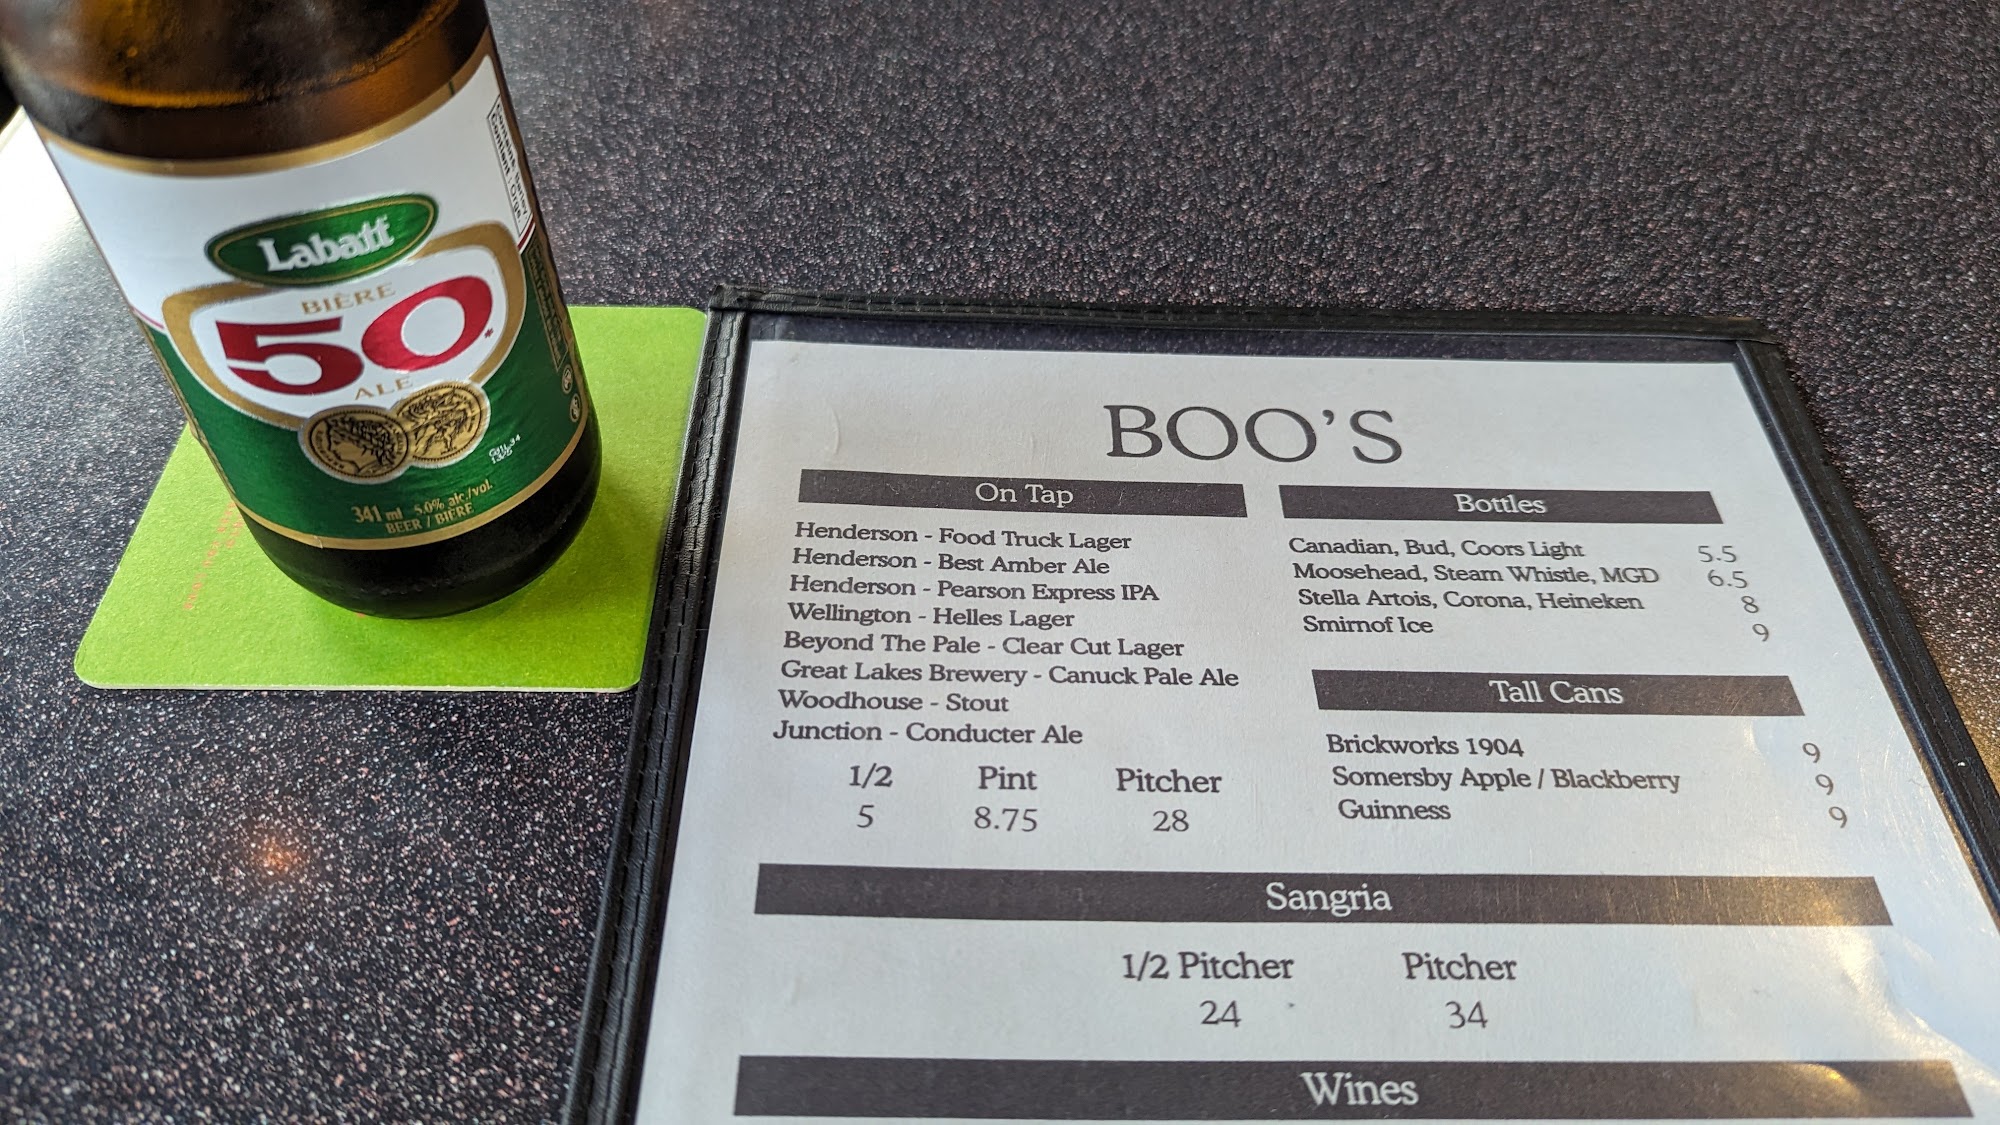 Labatt
BIÈRE
50
ALE
341 ml 5.0% alc/vol.
BEER / BIÈRE
BOO'S
On Tap
Henderson - Food Truck Lager
Henderson - Best Amber Ale
Henderson - Pearson Express IPA
Wellington - Helles Lager
Beyond The Pale - Clear Cut Lager
Great Lakes Brewery - Canuck Pale Ale
Woodhouse - Stout
Junction - Conducter Ale
1/2 Pint Pitcher
5 8.75 28
Bottles
Canadian, Bud, Coors Light 5.5
Moosehead, Steam Whistle, MGD 6.5
Stella Artois, Corona, Heineken 8
Smirnof Ice 9
Tall Cans
Brickworks 1904 9
Somersby Apple / Blackberry 9
Guinness 9
Sangria
1/2 Pitcher Pitcher
24 34
Wines